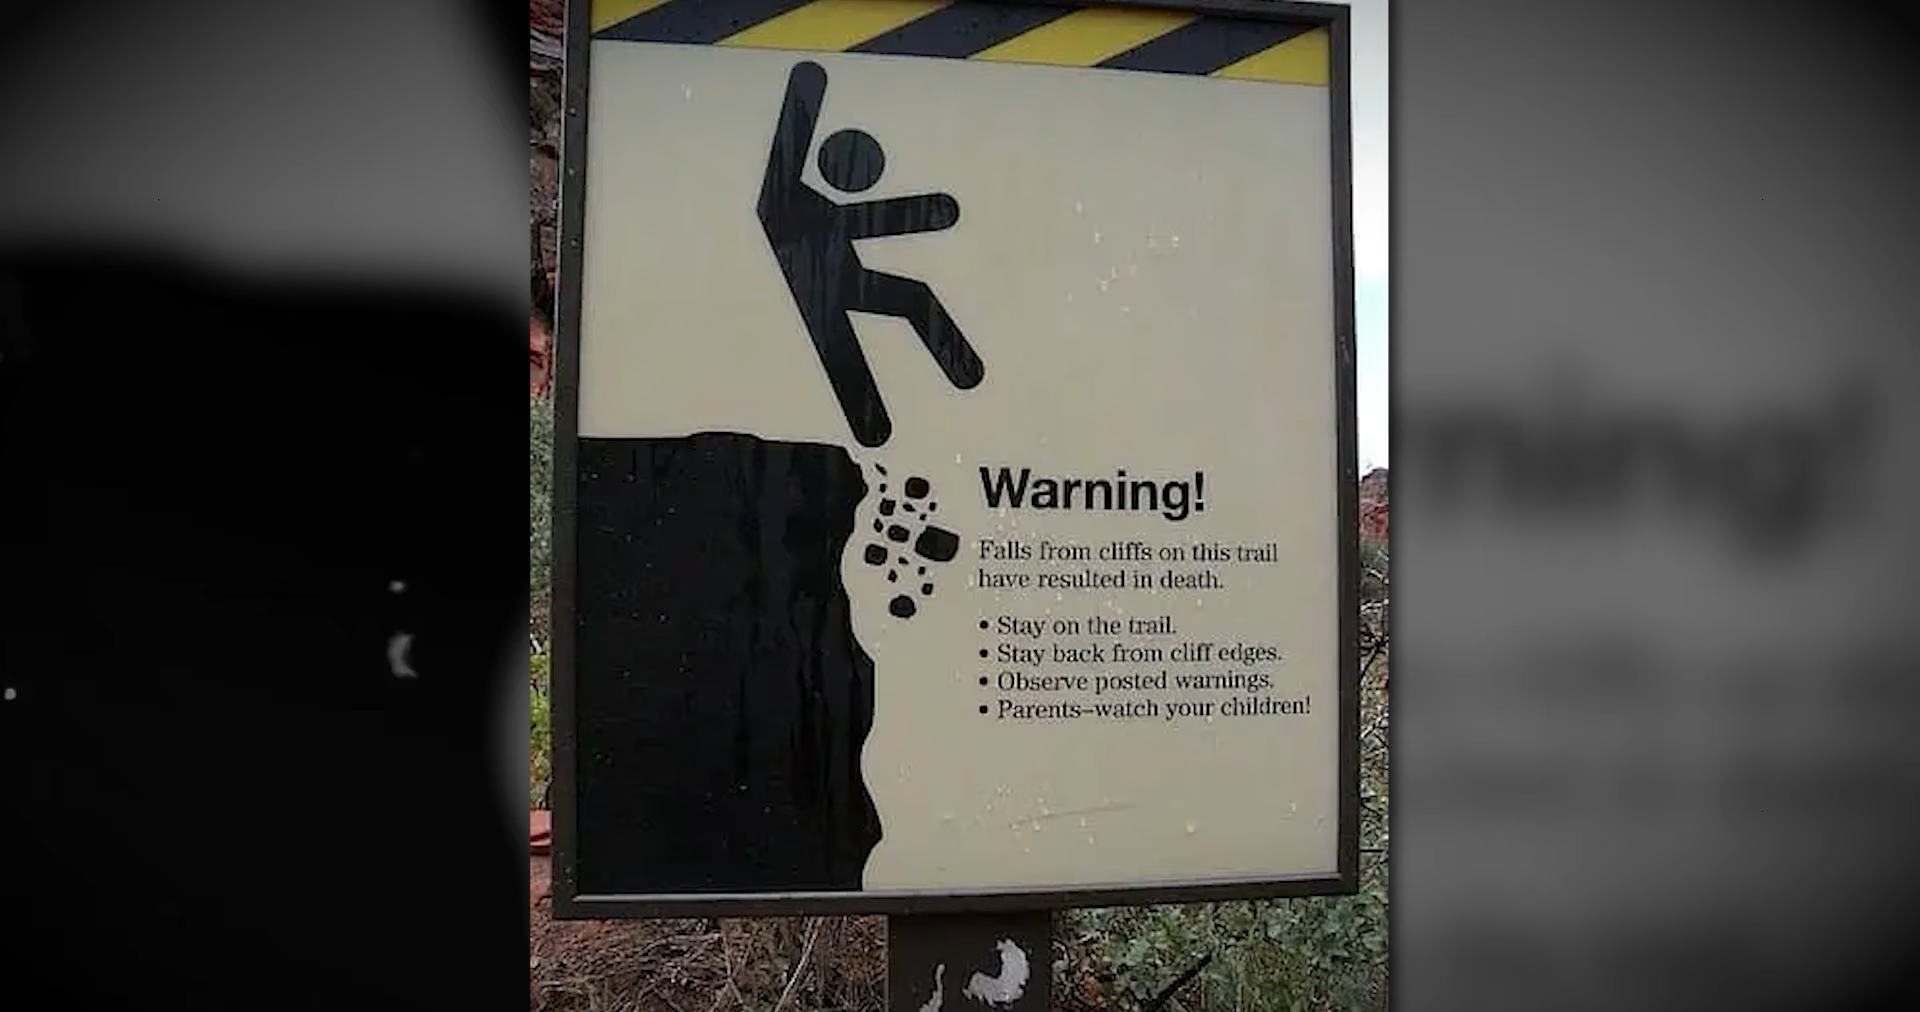 Warning!
Falls from cliffs on this trail
have resulted in death.
• Stay on the trail.
• Stay back from cliff edges.
• Observe posted warnings.
• Parents–watch your children!